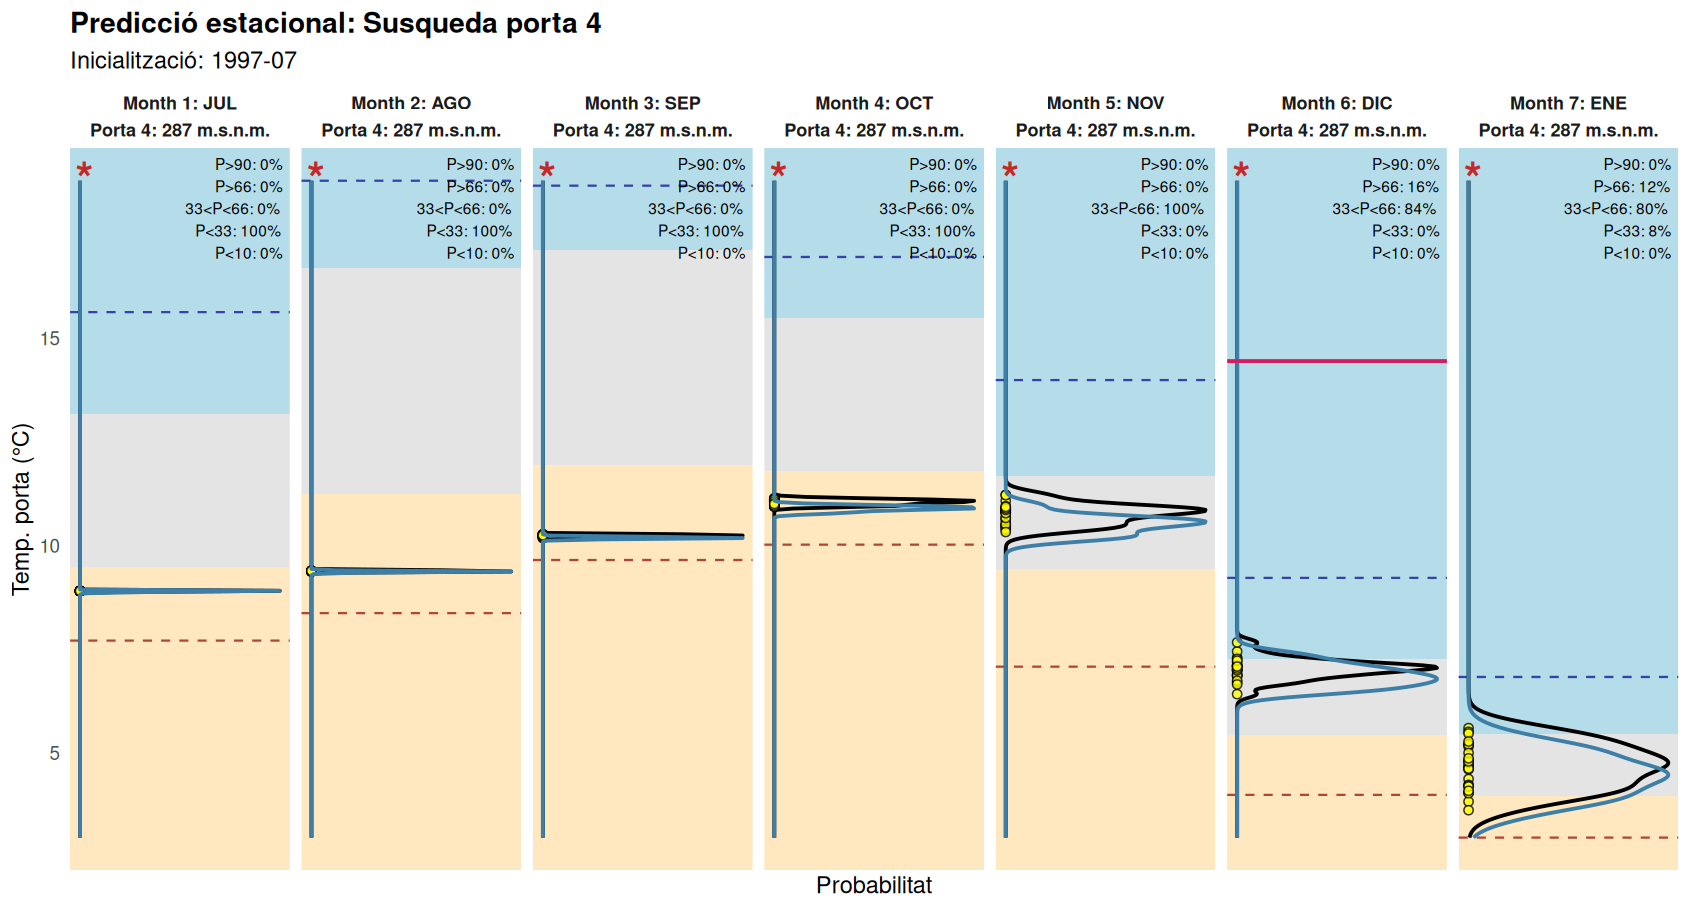 Predicció estacional: Susqueda porta 4
Inicialització: 1997-07
Month 1: JUL
Porta 4: 287 m.s.n.m.
Month 2: AGO
Porta 4: 287 m.s.n.m.
Month 3: SEP
Porta 4: 287 m.s.n.m.
Month 4: OCT
Porta 4: 287 m.s.n.m.
Month 5: NOV
Porta 4: 287 m.s.n.m.
Month 6: DIC
Porta 4: 287 m.s.n.m.
Month 7: ENE
Porta 4: 287 m.s.n.m.
*
P>90: 0%
P>66: 0%
33<P<66: 0%
P<33: 100%
P<10: 0%
*
P>90: 0%
P>66: 0%
33<P<66: 0%
P<33: 100%
P<10: 0%
*
P>90: 0%
P>66: 0%
33<P<66: 0%
P<33: 100%
P<10: 0%
*
P>90: 0%
P>66: 0%
33<P<66: 0%
P<33: 100%
P<10: 0%
*
P>90: 0%
P>66: 0%
33<P<66: 100%
P<33: 0%
P<10: 0%
*
P>90: 0%
P>66: 16%
33<P<66: 84%
P<33: 0%
P<10: 0%
*
P>90: 0%
P>66: 12%
33<P<66: 80%
P<33: 8%
P<10: 0%
15
10
5
Temp. porta (°C)
Probabilitat